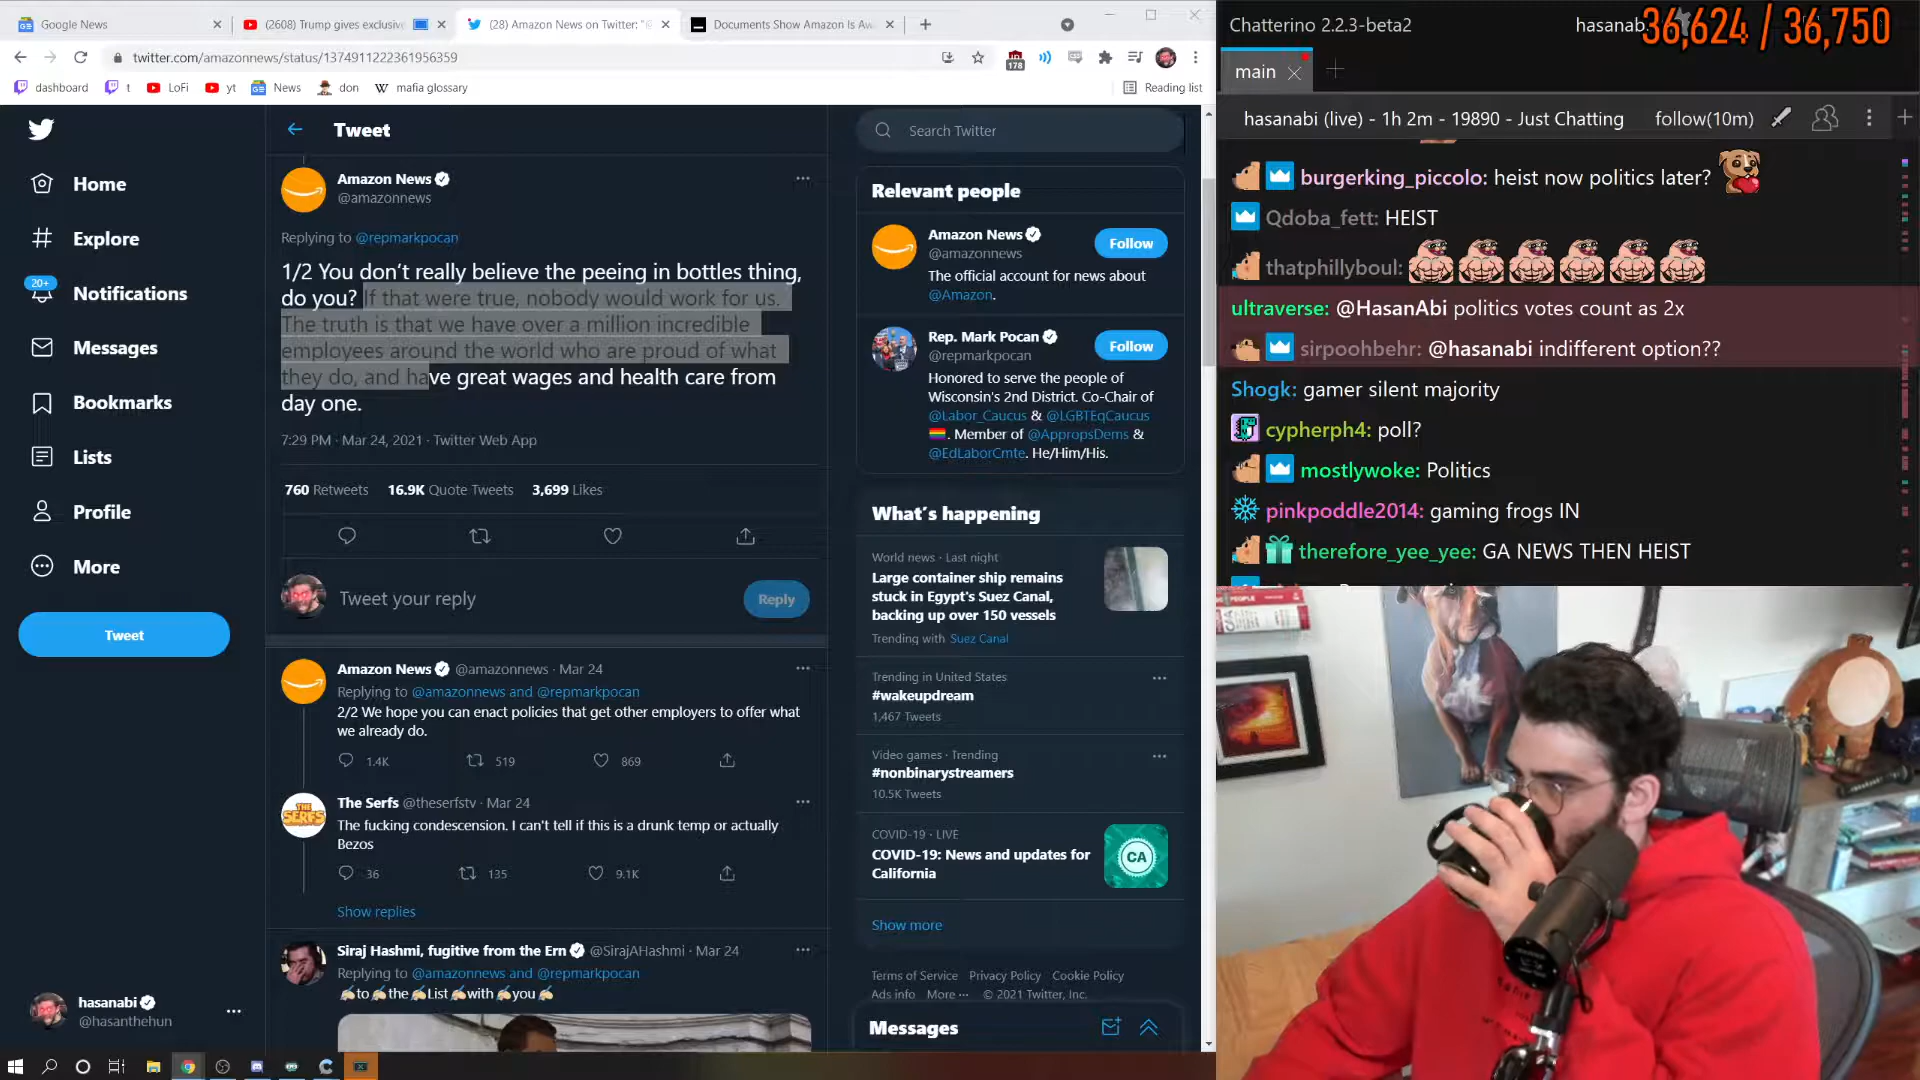 Google News
(2608) Trump gives exclusive
(28) Amazon News on Twitter: "@
Documents Show Amazon Is Aw
twitter.com/amazonnews/status/1374911222361956359
178
dashboard
t
LoFi
yt
News
don
W mafia glossary
Reading list
Home
Explore
20+
Notifications
Messages
Bookmarks
Lists
Profile
More
Tweet
hasanabi
@hasanthehun
Tweet
Amazon News
@amazonnews
Replying to @repmarkpocan
1/2 You don't really believe the peeing in bottles thing,
do you? If that were true, nobody would work for us.
The truth is that we have over a million incredible
employees around the world who are proud of what
they do, and have great wages and health care from
day one.
7:29 PM · Mar 24, 2021 · Twitter Web App
760 Retweets 16.9K Quote Tweets 3,699 Likes
Tweet your reply
Reply
Amazon News @amazonnews · Mar 24
Replying to @amazonnews and @repmarkpocan
2/2 We hope you can enact policies that get other employers to offer what
we already do.
1.4K 519 869
THE SERFS
The Serfs @theserfstv · Mar 24
The fucking condescension. I can't tell if this is a drunk temp or actually
Bezos
36 135 9.1K
Show replies
Siraj Hashmi, fugitive from the Ern @SirajAHashmi · Mar 24
Replying to @amazonnews and @repmarkpocan
✍🏼to✍🏼the✍🏼List✍🏼with✍🏼you✍🏼
Search Twitter
Relevant people
Amazon News
@amazonnews
Follow
The official account for news about
@Amazon.
Rep. Mark Pocan
@repmarkpocan
Follow
Honored to serve the people of
Wisconsin's 2nd District. Co-Chair of
@Labor_Caucus & @LGBTEqCaucus
🏳️‍🌈. Member of @AppropsDems &
@EdLaborCmte. He/Him/His.
What's happening
World news · Last night
Large container ship remains
stuck in Egypt's Suez Canal,
backing up over 150 vessels
Trending with Suez Canal
Trending in United States
#wakeupdream
1,467 Tweets
Video games · Trending
#nonbinarystreamers
10.5K Tweets
COVID-19 · LIVE
COVID-19: News and updates for
California
CA
Show more
Terms of Service Privacy Policy Cookie Policy
Ads info More ··· © 2021 Twitter, Inc.
Messages
Chatterino 2.2.3-beta2
hasanab
36,624 / 36,750
main
hasanabi (live) - 1h 2m - 19890 - Just Chatting follow(10m)
burgerking_piccolo: heist now politics later?
Qdoba_fett: HEIST
thatphillyboul:
ultraverse: @HasanAbi politics votes count as 2x
sirpoohbehr: @hasanabi indifferent option??
Shogk: gamer silent majority
cypherph4: poll?
mostlywoke: Politics
pinkpoddle2014: gaming frogs IN
therefore_yee_yee: GA NEWS THEN HEIST
PEOPLE